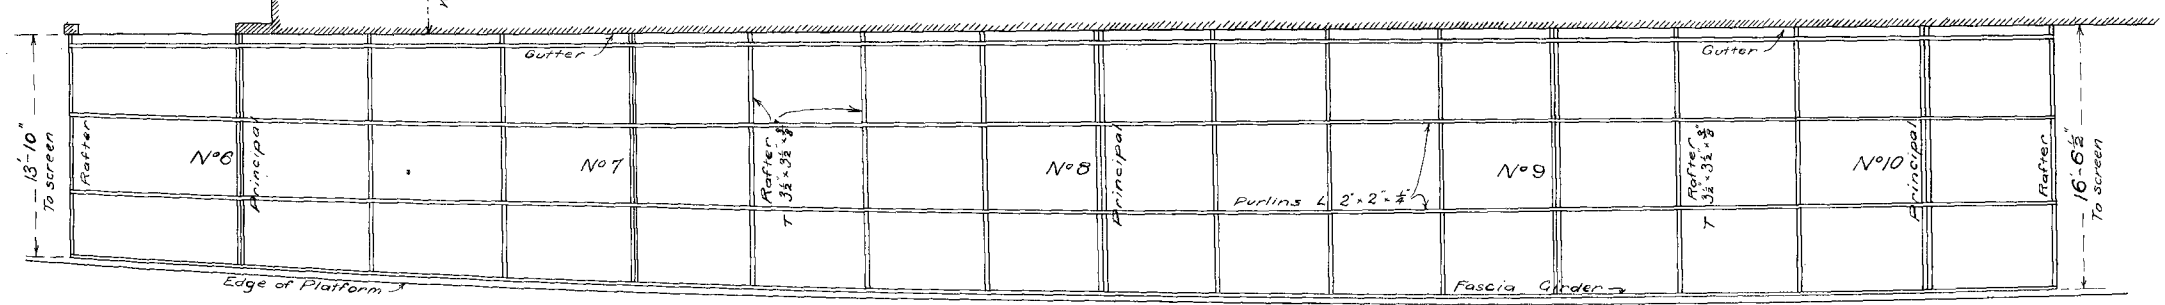 Gutter
Gutter
13'-10"
To screen
Rafter
Nº6
Principal
Nº7
Rafter
T 3½" × 3½" × ⅜"
Nº8
Principal
Purlins L 2" × 2" × ¼"
Nº9
Rafter
T 3½" × 3½" × ⅜"
Nº10
Principal
Rafter
16'-6½"
To screen
Edge of Platform
Fascia Girder